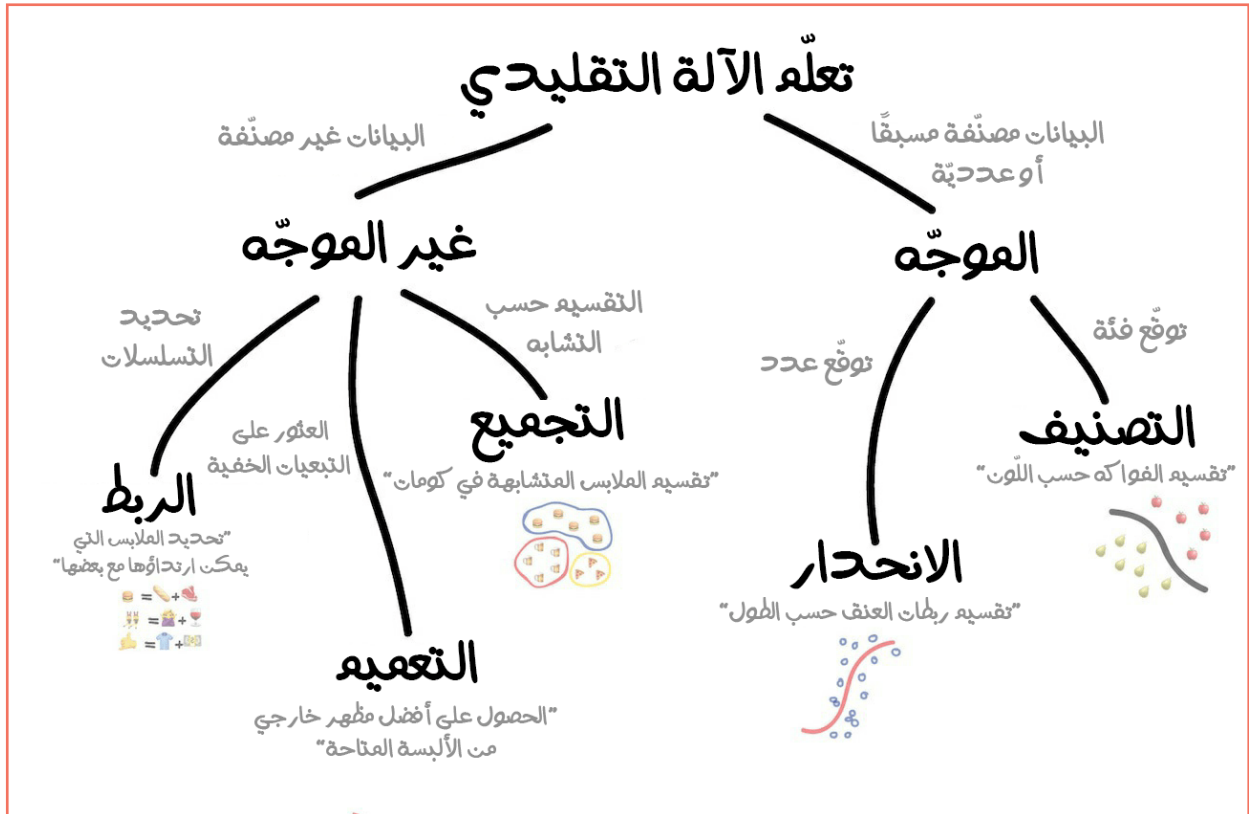 تعلّم الآلة التقليدي
البيانات مصنّفة مسبقًا
أو عدديّة
البيانات غير مصنّفة
الموجّه
غير الموجّه
توقّع فئة
توقّع عدد
التقسيم حسب
التشابه
العثور على
التبعيات الخفية
تحديد
التسلسلات
التصنيف
"تقسيم الفواكه حسب اللّون"
الانحدار
"تقسيم ربطات العنق حسب الطول"
التجميع
"تقسيم الملابس المتشابهة في كومان"
التعميم
"الحصول على أفضل مظهر خارجي
من الألبسة المتاحة"
الربط
"تحديد الملابس التي
يمكن ارتداؤها مع بعضها"